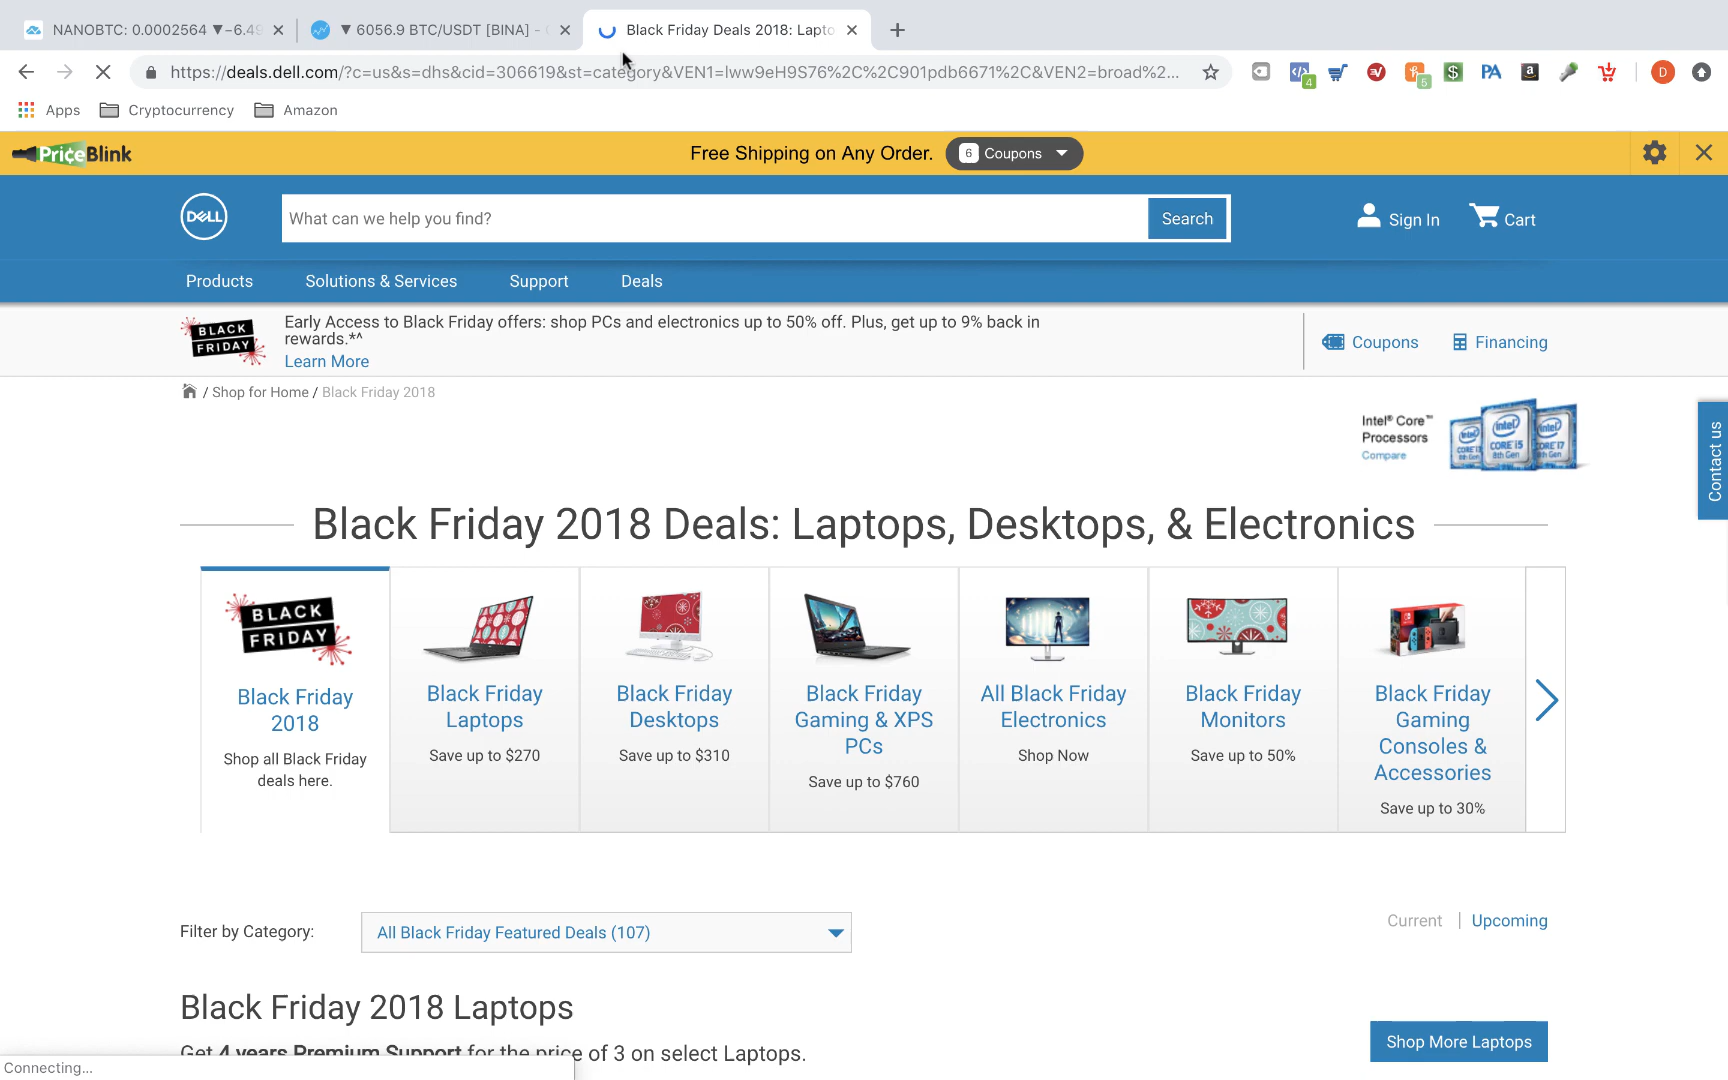 NANOBTC: 0.0002564 ▼−6.49
▼ 6056.9 BTC/USDT [BINA] -
Black Friday Deals 2018: Lapto
https://deals.dell.com/?c=us&s=dhs&cid=306619&st=category&VEN1=lww9eH9S76%2C%2C901pdb6671%2C&VEN2=broad%2...
4
5
PA
D
Apps
Cryptocurrency
Amazon
PriceBlink
Free Shipping on Any Order.
6 Coupons
DELL
What can we help you find?
Search
Sign In
Cart
Products
Solutions & Services
Support
Deals
BLACK
FRIDAY
Early Access to Black Friday offers: shop PCs and electronics up to 50% off. Plus, get up to 9% back in
rewards.*^
Learn More
Coupons
Financing
/ Shop for Home / Black Friday 2018
Intel® Core™
Processors
Compare
Contact us
Black Friday 2018 Deals: Laptops, Desktops, & Electronics
BLACK
FRIDAY
Black Friday
2018
Shop all Black Friday
deals here.
Black Friday
Laptops
Save up to $270
Black Friday
Desktops
Save up to $310
Black Friday
Gaming & XPS
PCs
Save up to $760
All Black Friday
Electronics
Shop Now
Black Friday
Monitors
Save up to 50%
Black Friday
Gaming
Consoles &
Accessories
Save up to 30%
Filter by Category:
All Black Friday Featured Deals (107)
Current | Upcoming
Black Friday 2018 Laptops
Get 4 years Premium Support for the price of 3 on select Laptops.
Shop More Laptops
Connecting...